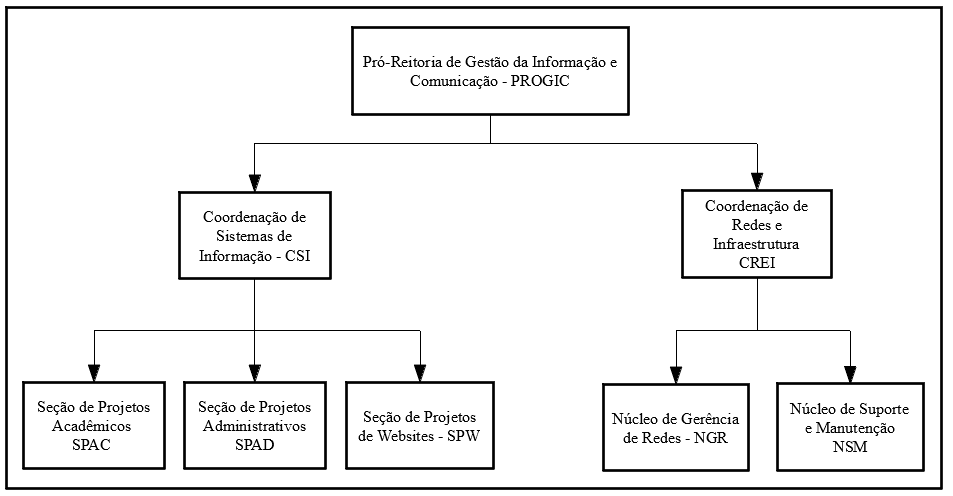 Pró-Reitoria de Gestão da Informação e
Comunicação - PROGIC
Coordenação de
Sistemas de
Informação - CSI
Coordenação de
Redes e
Infraestrutura
CREI
Seção de Projetos
Acadêmicos
SPAC
Seção de Projetos
Administrativos
SPAD
Seção de Projetos
de Websites - SPW
Núcleo de Gerência
de Redes - NGR
Núcleo de Suporte
e Manutenção
NSM